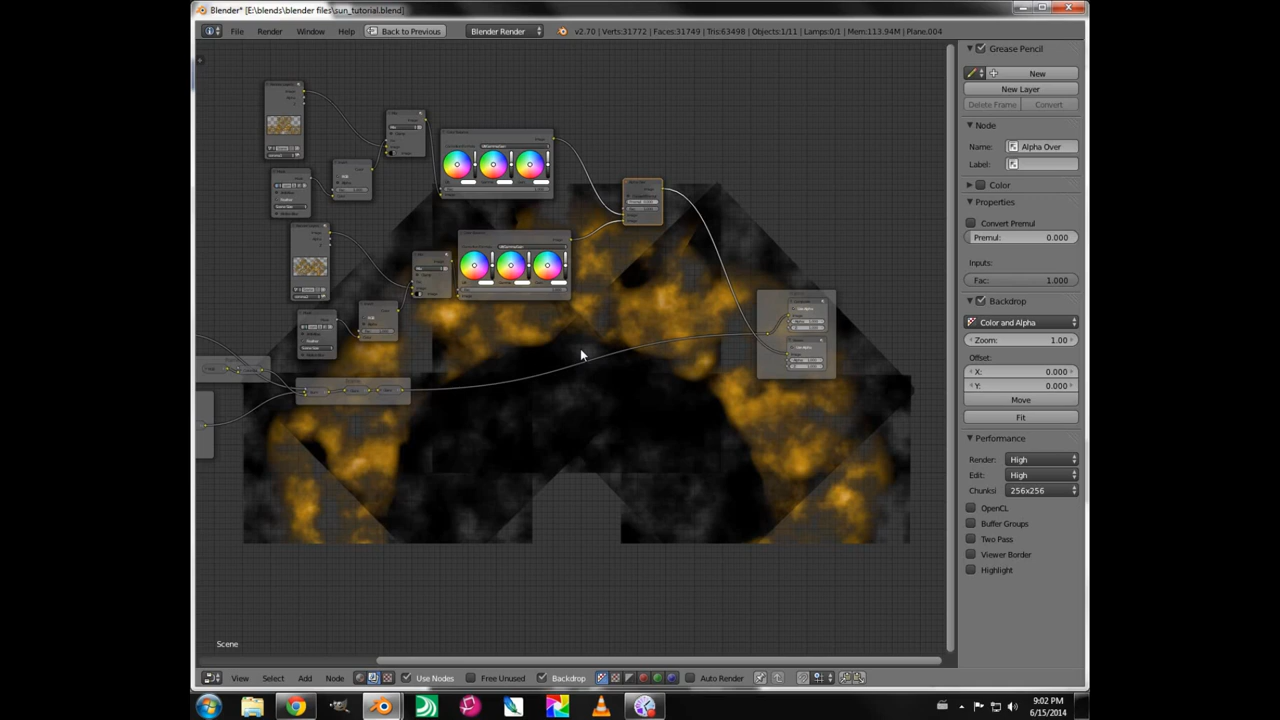 Blender* [E:\blends\blender files\sun_tutorial.blend]
File Render Window Help Back to Previous Blender Render v2.70 | Verts:31772 | Faces:31749 | Tris:63498 | Objects:1/11 | Lamps:0/1 | Mem:113.94M | Plane.004
Grease Pencil
New
New Layer
Delete Frame Convert
Node
Name: Alpha Over
Label:
Color
Properties
Convert Premul
Premul: 0.000
Inputs:
Fac: 1.000
Backdrop
Color and Alpha
Zoom: 1.00
Offset:
X: 0.000
Y: 0.000
Move
Fit
Performance
Render: High
Edit: High
Chunksi 256x256
OpenCL
Buffer Groups
Two Pass
Viewer Border
Highlight
Scene
View Select Add Node Use Nodes Free Unused Backdrop Auto Render
9:02 PM
6/15/2014